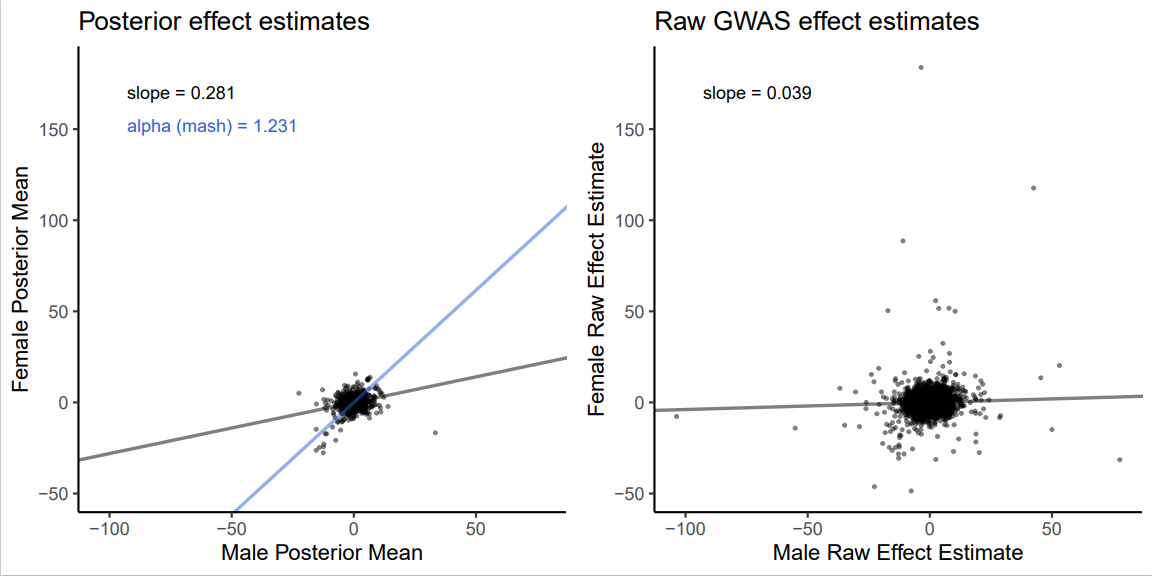 Posterior effect estimates
slope = 0.281
alpha (mash) = 1.231
Female Posterior Mean
150
100
50
0
−50
−100
−50
0
50
Male Posterior Mean
Raw GWAS effect estimates
slope = 0.039
Female Raw Effect Estimate
150
100
50
0
−50
−100
−50
0
50
Male Raw Effect Estimate